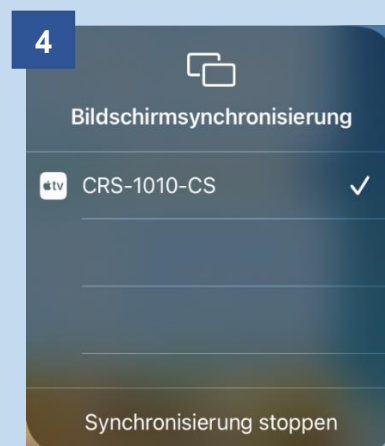 4
Bildschirmsynchronisierung
tv
CRS-1010-CS
Synchronisierung stoppen